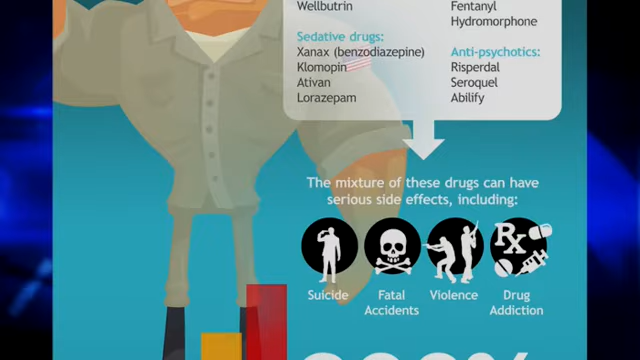 Wellbutrin
Fentanyl
Hydromorphone
Sedative drugs:
Xanax (benzodiazepine)
Klomopin
Ativan
Lorazepam
Anti-psychotics:
Risperdal
Seroquel
Abilify
The mixture of these drugs can have
serious side effects, including:
Rx
Suicide
Fatal
Accidents
Violence
Drug
Addiction